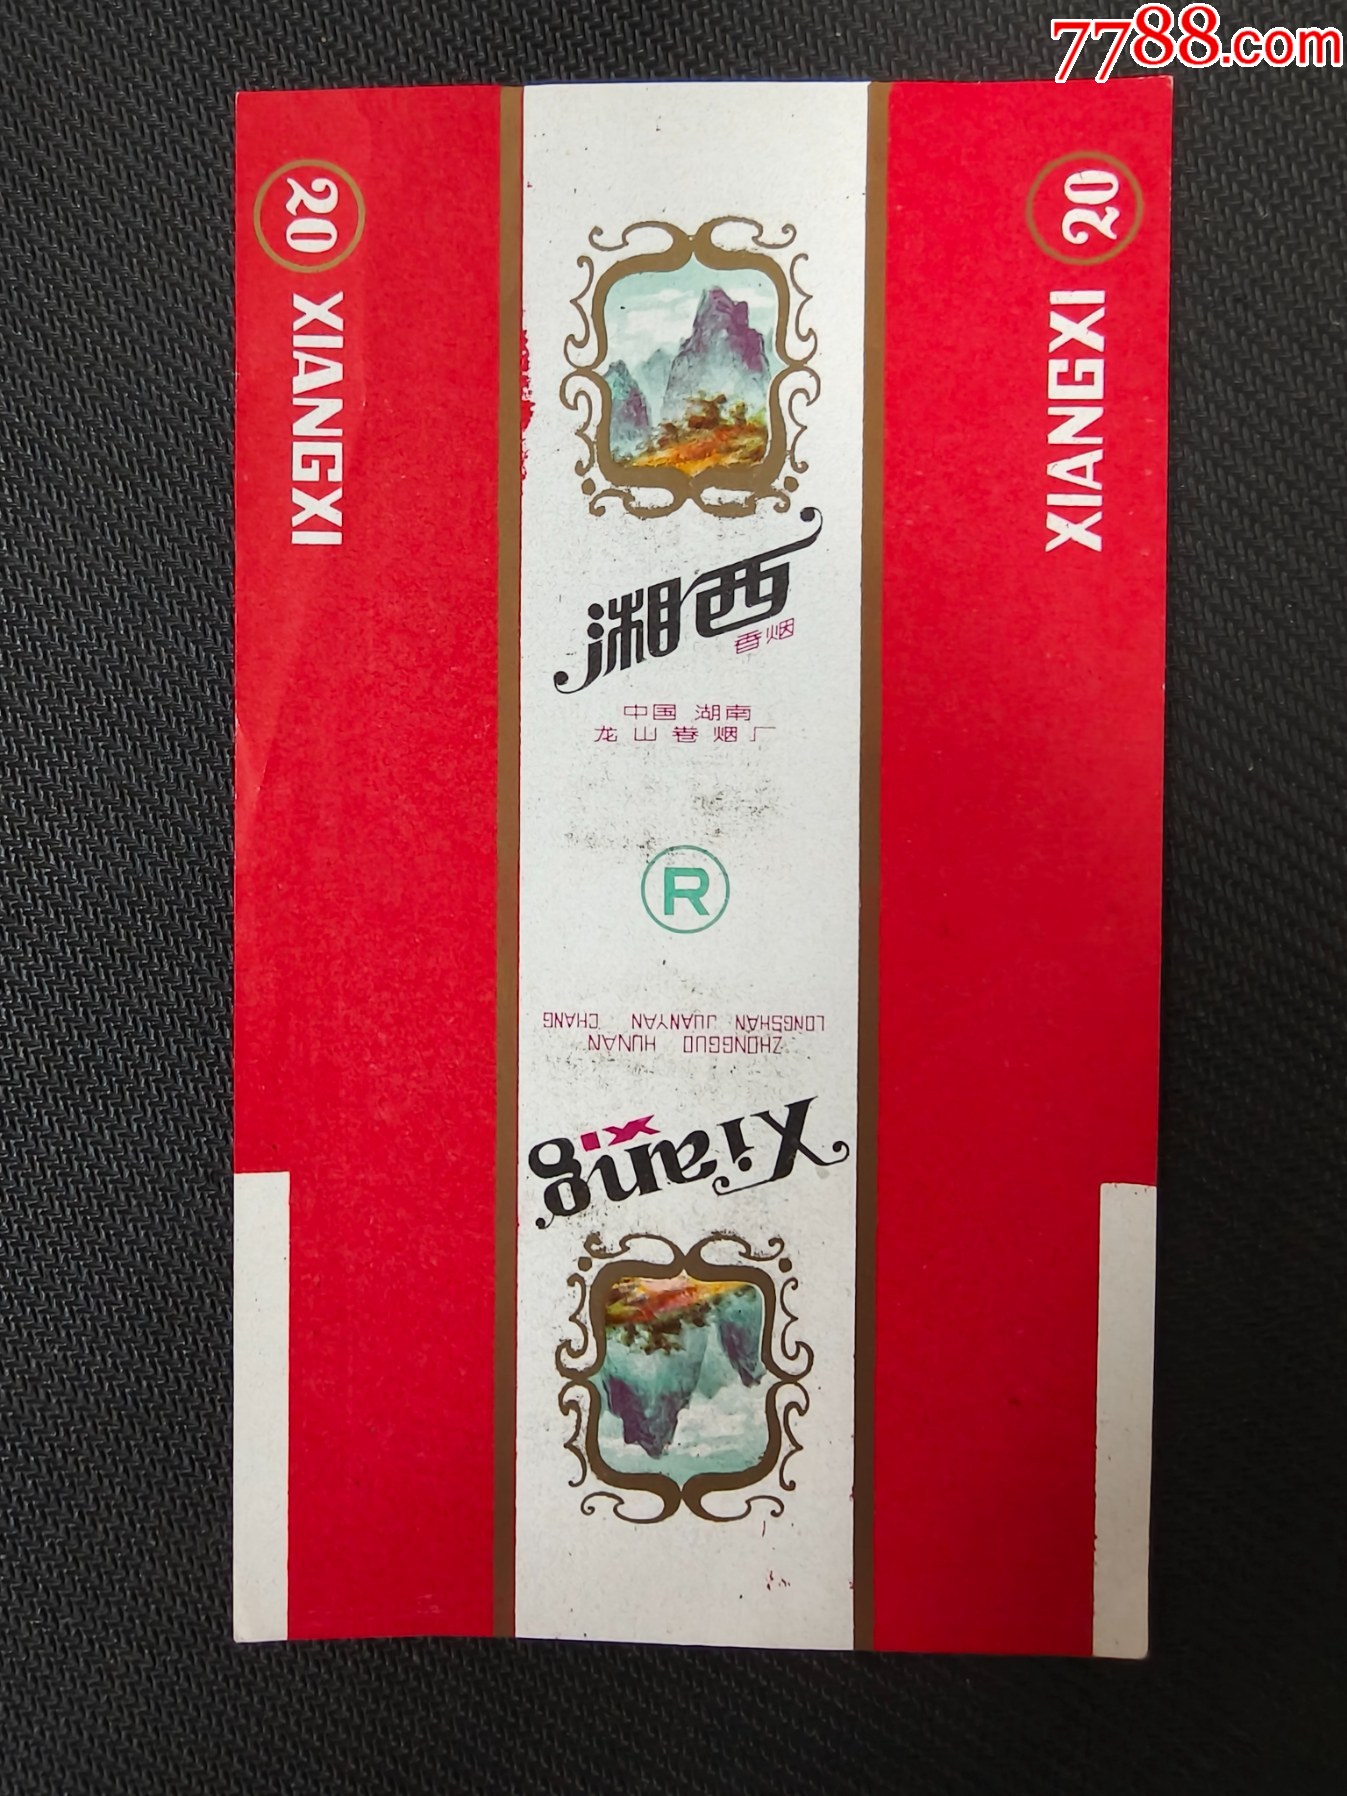 7788.com
20 XIANGXI
XIANGXI 20
湘西
香烟
中国 湖南
龙山卷烟厂
R
ZHONGGUO HUNAN
LONGSHAN JUANYAN CHANG
Xiang
XI